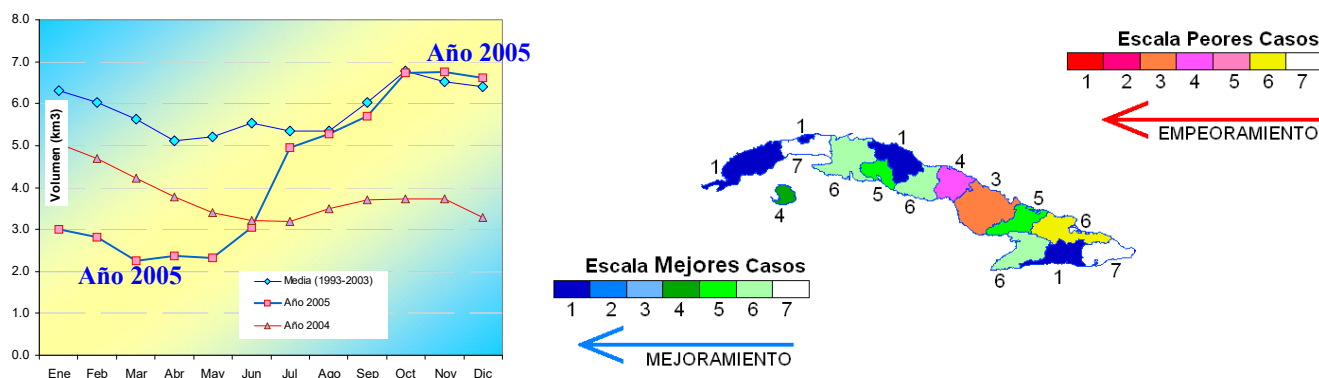 8.0
7.0
6.0
5.0
4.0
3.0
2.0
1.0
0.0
Volumen (km3)
Año 2005
Año 2005
Media (1993-2003)
Año 2005
Año 2004
Ene Feb Mar Abr May Jun Jul Ago Sep Oct Nov Dic
Escala Peores Casos
1 2 3 4 5 6 7
EMPEORAMIENTO
1
1
1
7
4
6
5
6
4
3
5
6
6
1
7
Escala Mejores Casos
1 2 3 4 5 6 7
MEJORAMIENTO